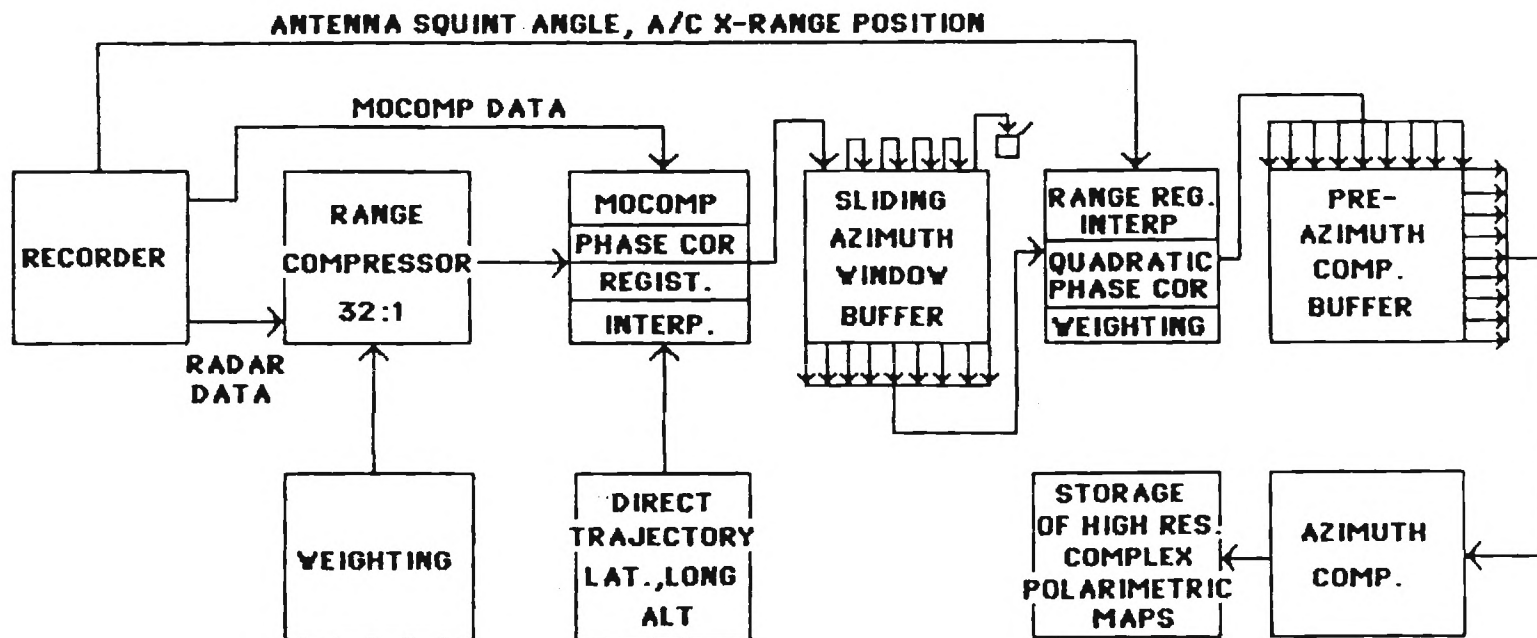 ANTENNA SQUINT ANGLE, A/C X-RANGE POSITION
MOCOMP DATA
RECORDER
RADAR
DATA
RANGE
COMPRESSOR
32:1
WEIGHTING
MOCOMP
PHASE COR
REGIST.
INTERP.
DIRECT
TRAJECTORY
LAT.,LONG
ALT
SLIDING
AZIMUTH
WINDOW
BUFFER
RANGE REG.
INTERP
QUADRATIC
PHASE COR
WEIGHTING
PRE-
AZIMUTH
COMP.
BUFFER
AZIMUTH
COMP.
STORAGE
OF HIGH RES.
COMPLEX
POLARIMETRIC
MAPS